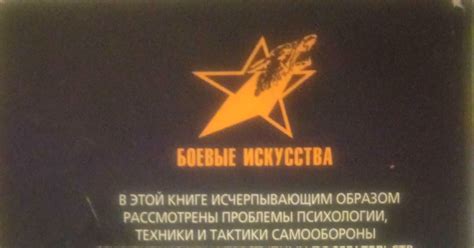 БОЕВЫЕ ИСКУССТВА
В ЭТОЙ КНИГЕ ИСЧЕРПЫВАЮЩИМ ОБРАЗОМ
РАССМОТРЕНЫ ПРОБЛЕМЫ ПСИХОЛОГИИ,
ТЕХНИКИ И ТАКТИКИ САМООБОРОНЫ